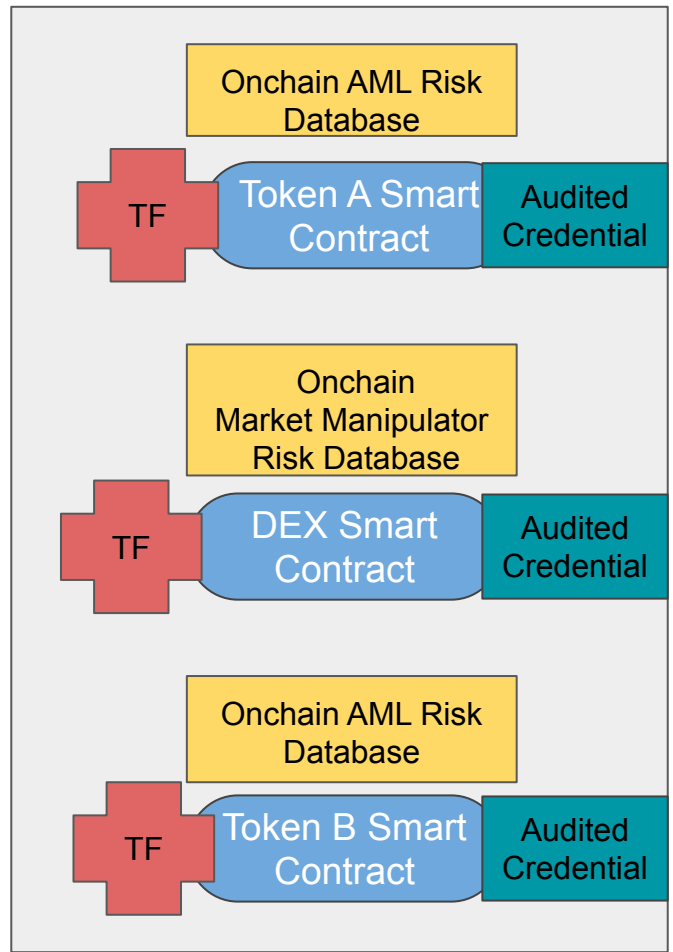 Onchain AML Risk
Database
TF
Token A Smart
Contract
Audited
Credential
Onchain
Market Manipulator
Risk Database
TF
DEX Smart
Contract
Audited
Credential
Onchain AML Risk
Database
TF
Token B Smart
Contract
Audited
Credential